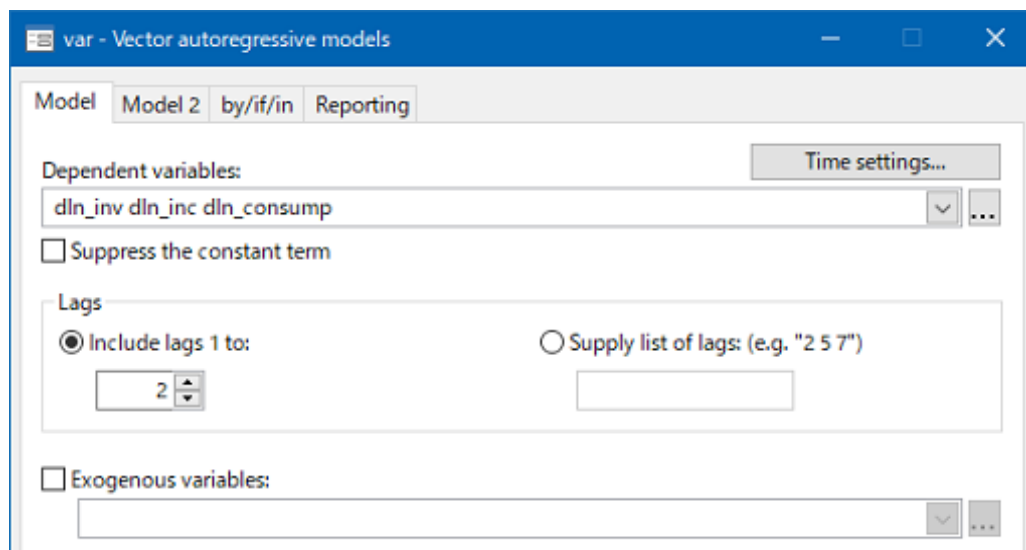 var - Vector autoregressive models
Model Model 2 by/if/in Reporting
Time settings...
Dependent variables:
dln_inv dln_inc dln_consump
...
Suppress the constant term
Lags
Include lags 1 to:
Supply list of lags: (e.g. "2 5 7")
2
Exogenous variables:
...